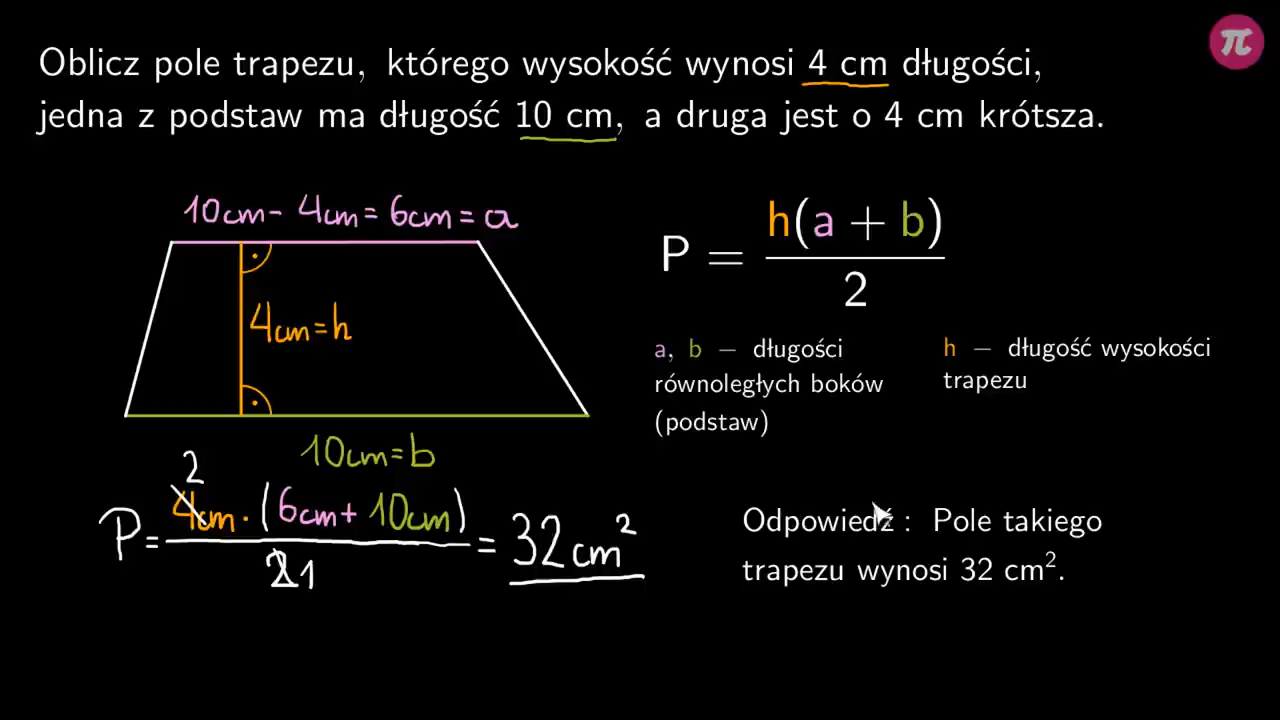 π
Oblicz pole trapezu, którego wysokość wynosi 4 cm długości,
jedna z podstaw ma długość 10 cm, a druga jest o 4 cm krótsza.
10cm - 4cm = 6cm = a
4cm = h
10cm = b
P = h(a + b) / 2
a, b — długości
równoległych boków
(podstaw)
h — długość wysokości
trapezu
2
P = 4cm · (6cm + 10cm) / 2 1 = 32 cm²
Odpowiedź : Pole takiego
trapezu wynosi 32 cm².